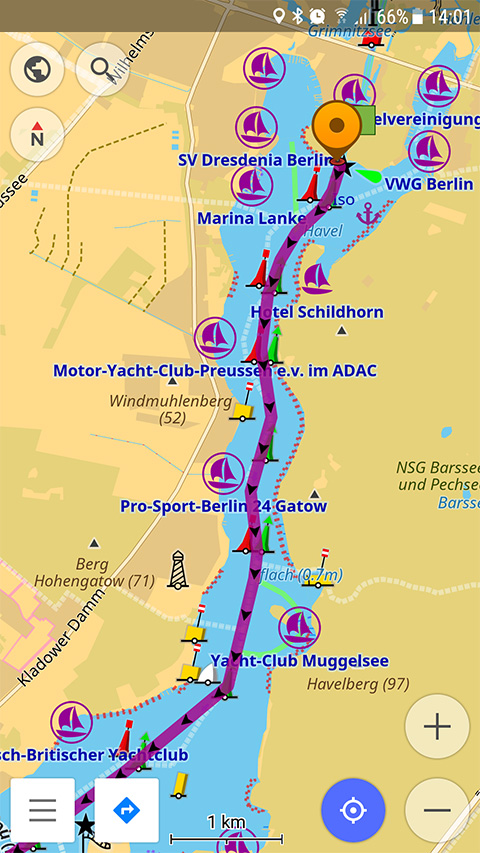 66% 14:01
Grimnitzsee
Wilhelms
N
elvereinigung
SV Dresdenia Berlin
VWG Berlin
Marina Lanke
Havel
Hotel Schildhorn
Motor-Yacht-Club-Preussen e.v. im ADAC
Windmuhlenberg
(52)
NSG Barssee
und Pechsee
Barsse
Pro-Sport-Berlin 24 Gatow
Berg
Hohengatow (71)
flach (0.7m)
Kladower-Damm
Yacht-Club Muggelsee
Havelberg (97)
sch-Britischer Yachtclub
1 km